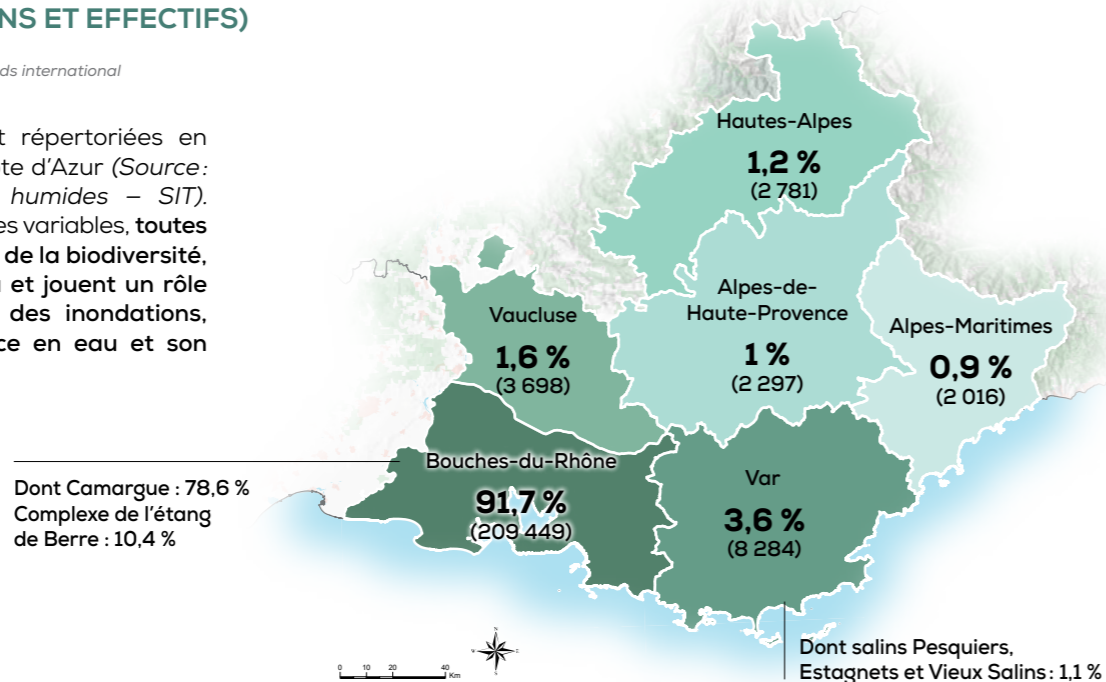 NS ET EFFECTIFS)
ds international
t répertoriées en
te d'Azur (Source :
humides – SIT).
es variables, toutes
de la biodiversité,
et jouent un rôle
des inondations,
ce en eau et son
Hautes-Alpes
1,2 %
(2 781)
Alpes-de-
Haute-Provence
1 %
(2 297)
Alpes-Maritimes
0,9 %
(2 016)
Vaucluse
1,6 %
(3 698)
Bouches-du-Rhône
91,7 %
(209 449)
Var
3,6 %
(8 284)
Dont Camargue : 78,6 %
Complexe de l'étang
de Berre : 10,4 %
Dont salins Pesquiers,
Estagnets et Vieux Salins : 1,1 %
N
W E
S
0 10 20 40
Km